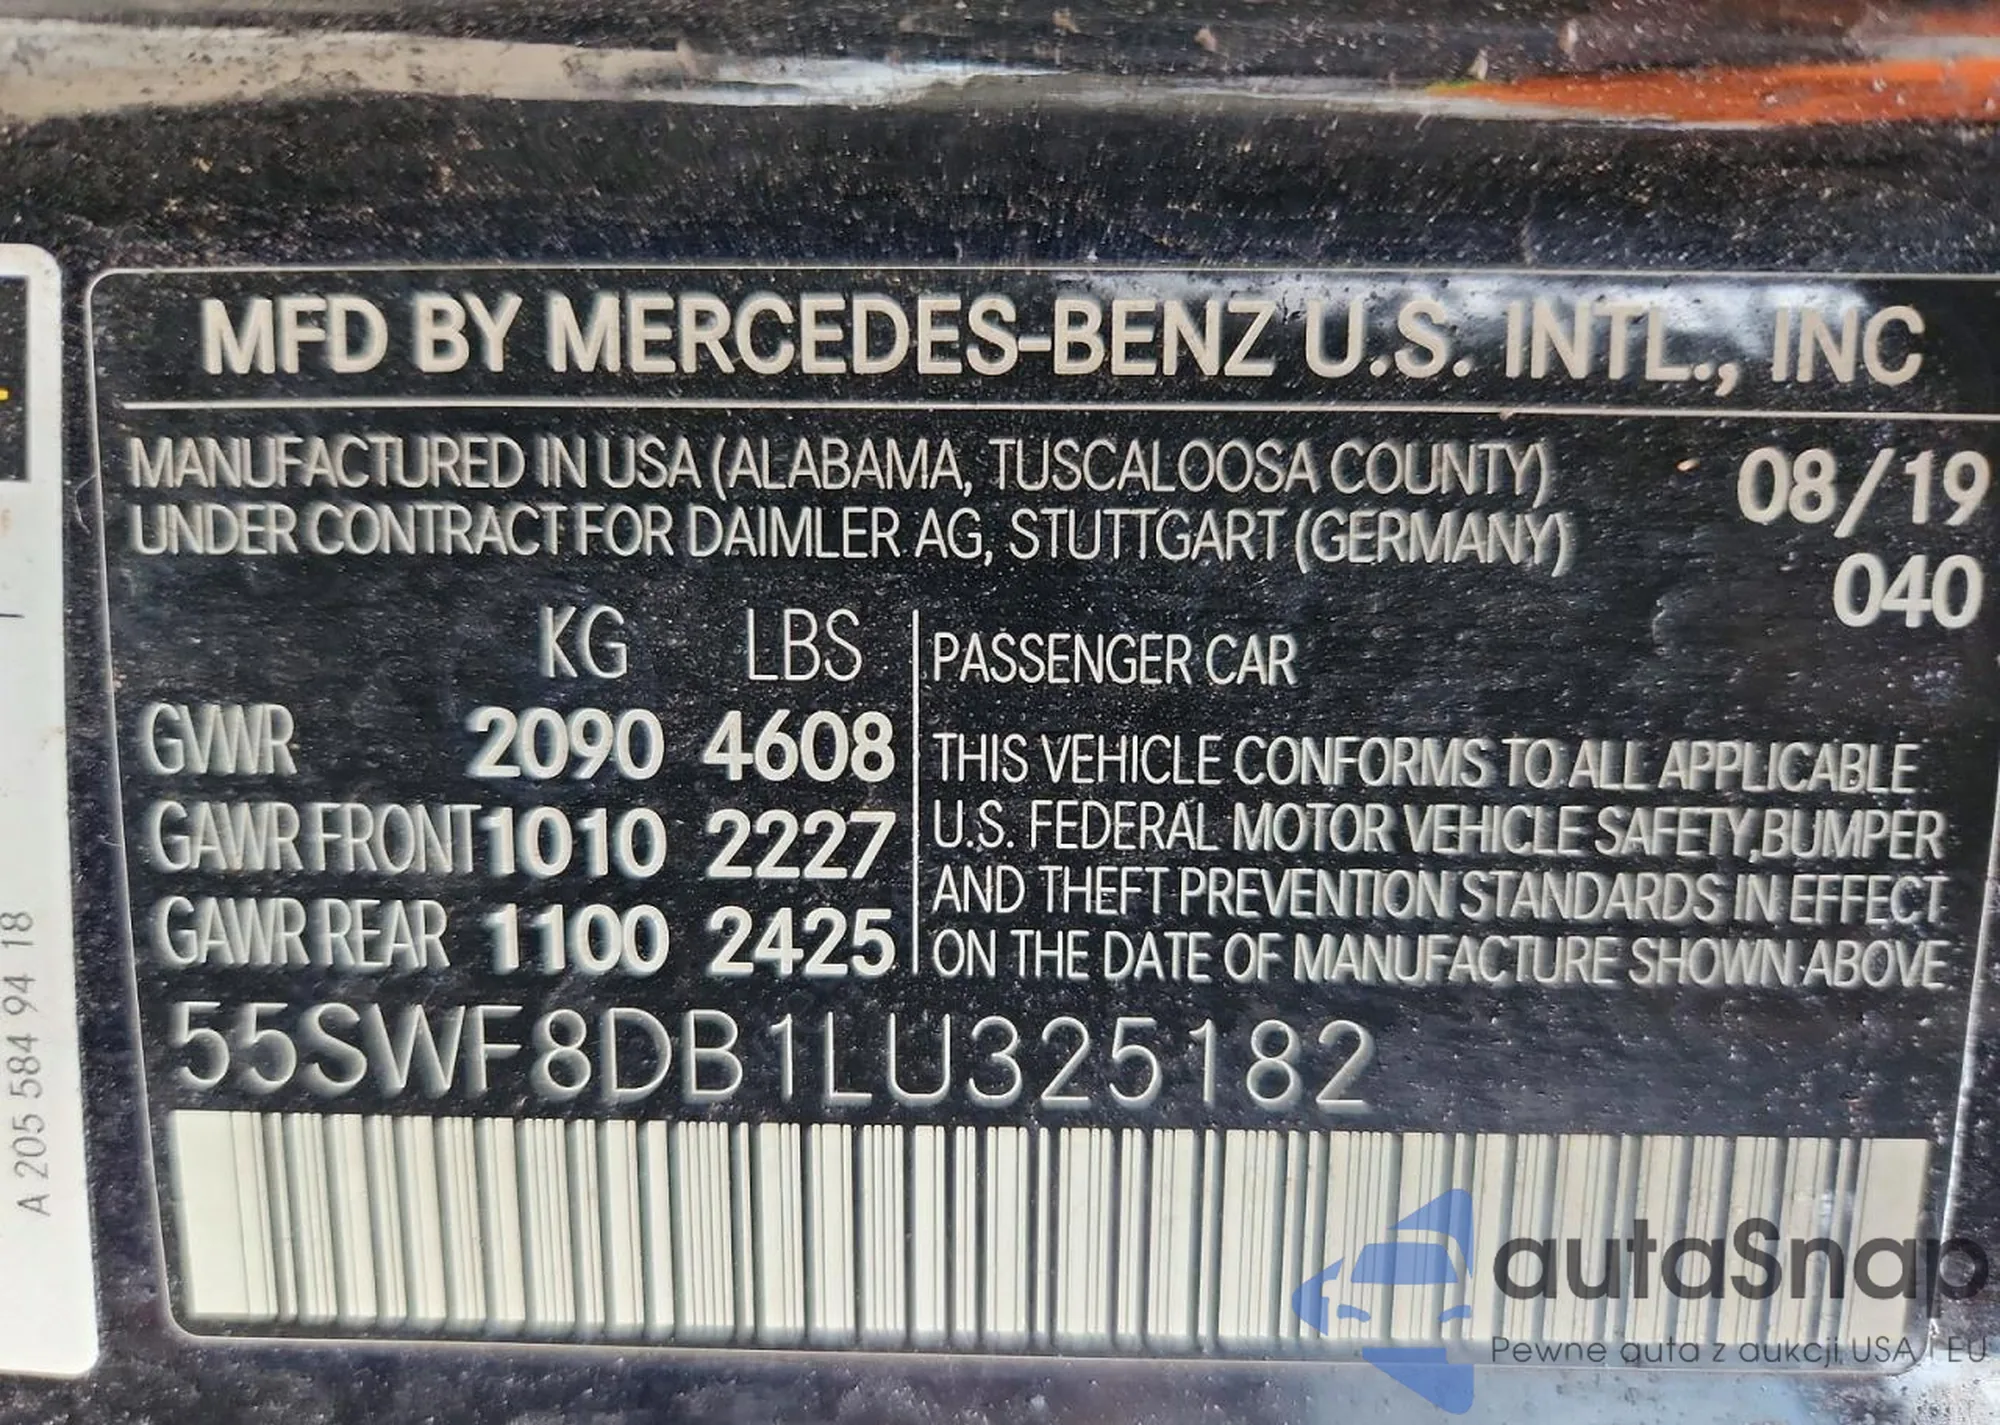 MFD BY MERCEDES-BENZ U.S. INTL., INC
MANUFACTURED IN USA (ALABAMA, TUSCALOOSA COUNTY)
UNDER CONTRACT FOR DAIMLER AG, STUTTGART (GERMANY)
08/19
040
KG LBS
GVWR 2090 4608
GAWR FRONT 1010 2227
GAWR REAR 1100 2425
PASSENGER CAR
THIS VEHICLE CONFORMS TO ALL APPLICABLE
U.S. FEDERAL MOTOR VEHICLE SAFETY,BUMPER
AND THEFT PREVENTION STANDARDS IN EFFECT
ON THE DATE OF MANUFACTURE SHOWN ABOVE
55SWF8DB1LU325182
A 205 584 94 18
autaSnap
Pewne auta z aukcji USA i EU